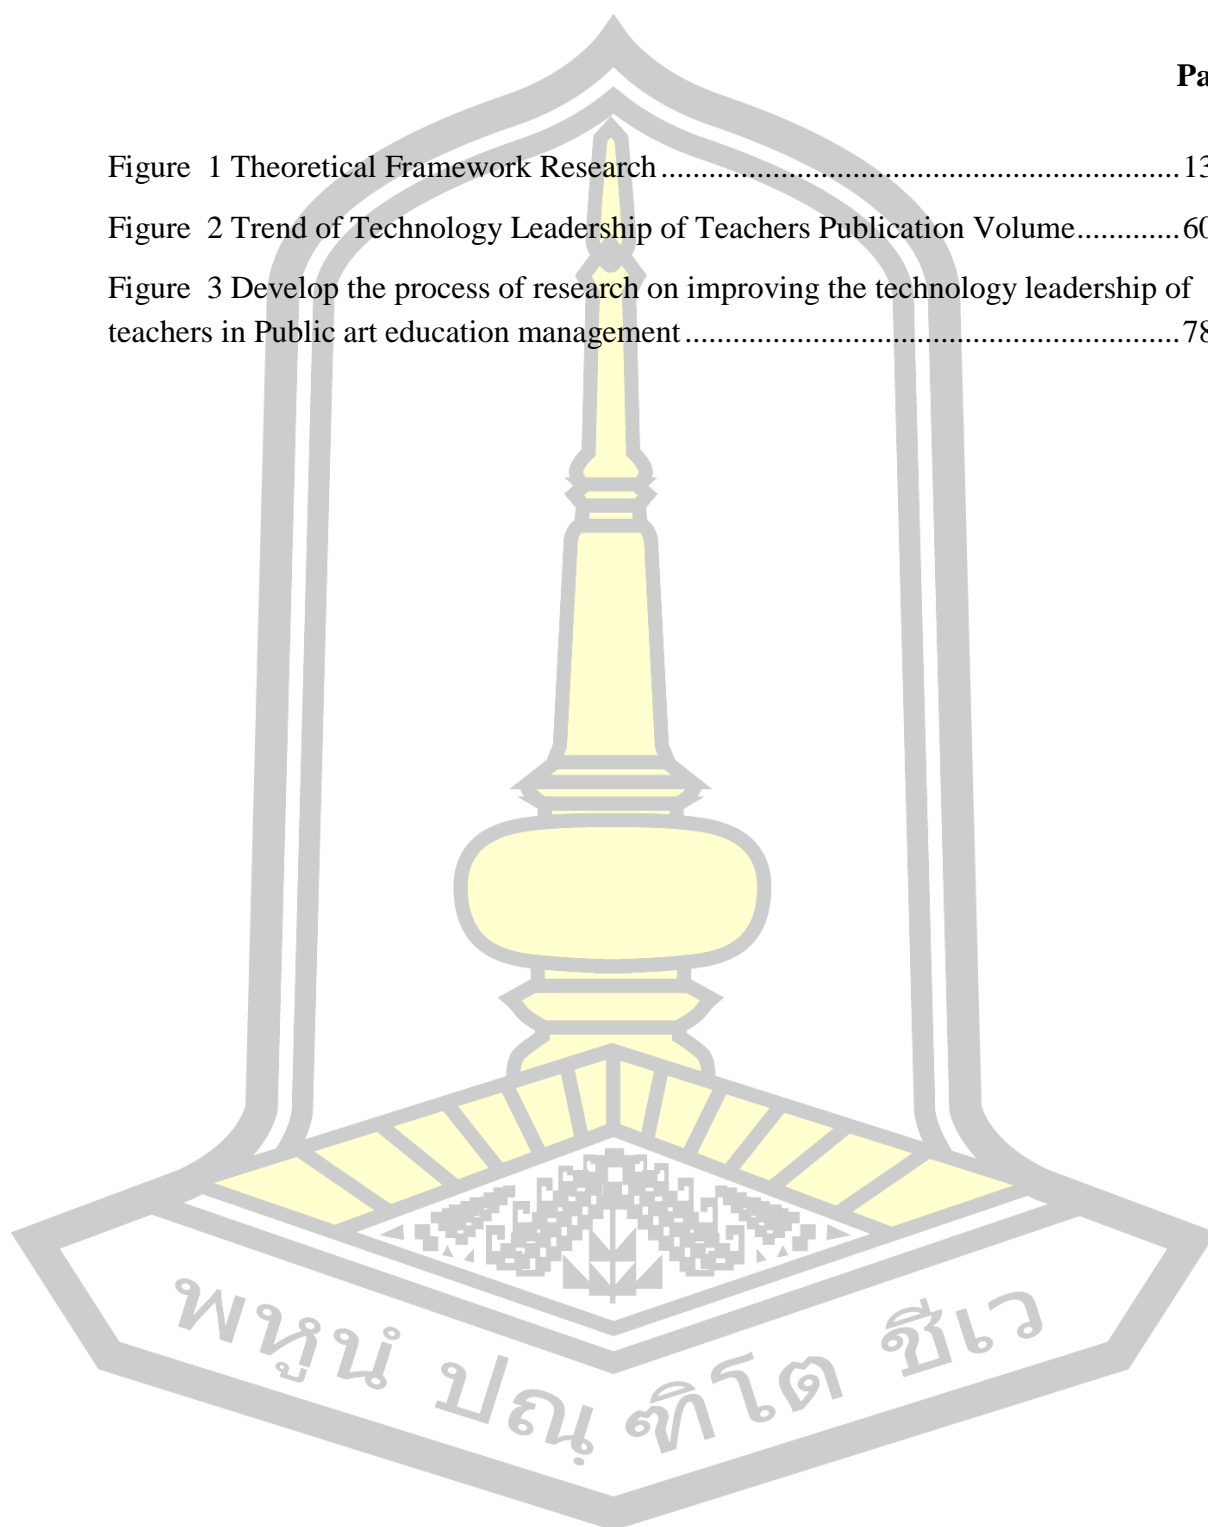 Pa
Figure 1 Theoretical Framework Research.....13
Figure 2 Trend of Technology Leadership of Teachers Publication Volume.....60
Figure 3 Develop the process of research on improving the technology leadership of
teachers in Public art education management.....78
พหูนํ ปณฺ ฑิโต ชีเว